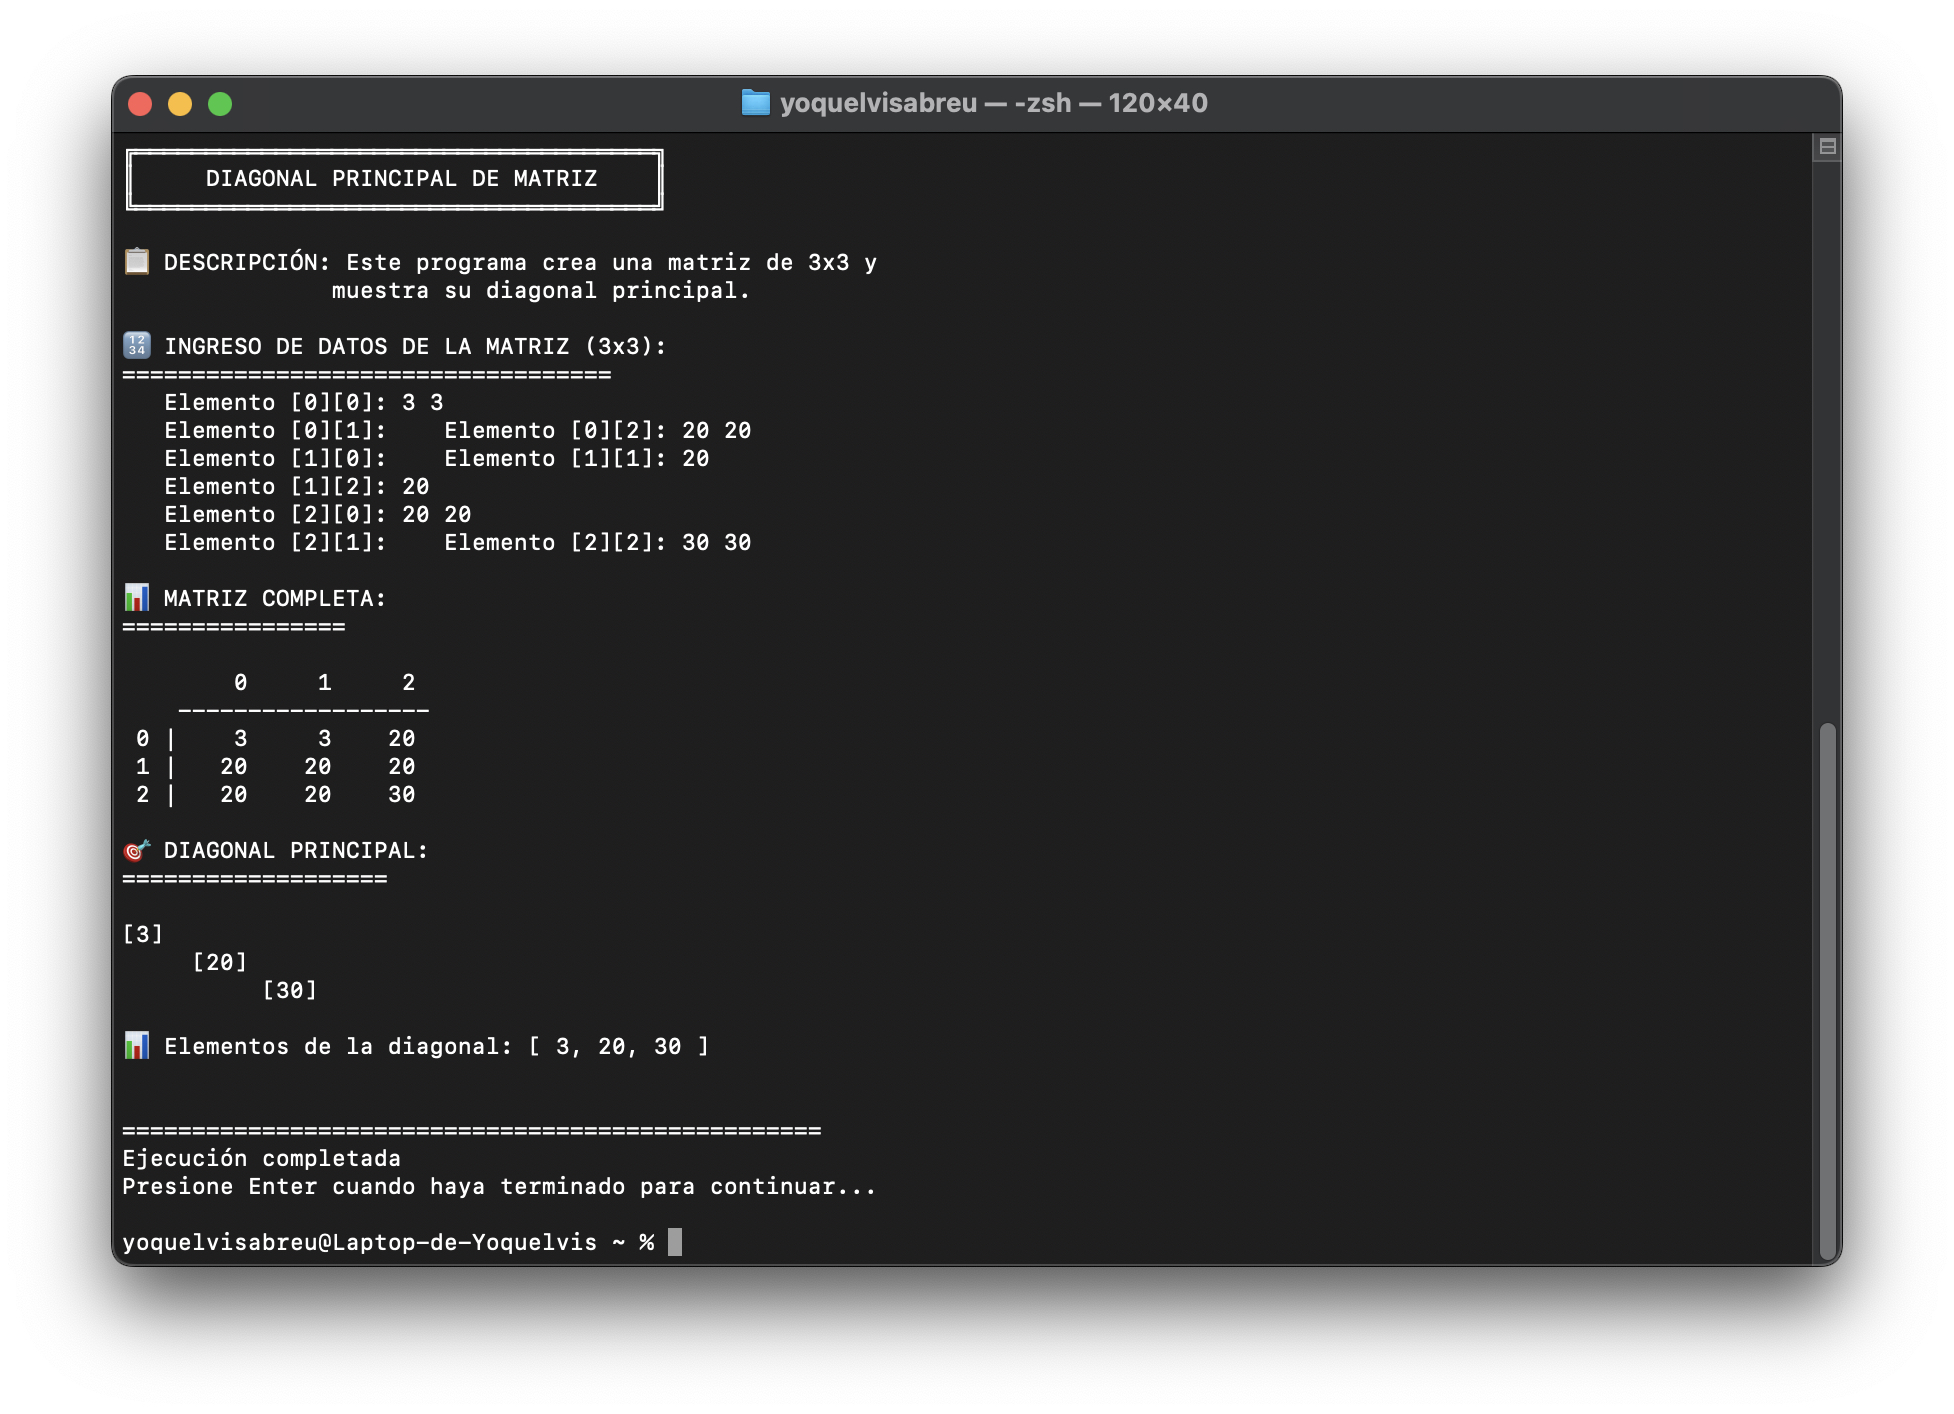 yoquelvisabreu — -zsh — 120×40
DIAGONAL PRINCIPAL DE MATRIZ
DESCRIPCIÓN: Este programa crea una matriz de 3x3 y
muestra su diagonal principal.
INGRESO DE DATOS DE LA MATRIZ (3x3):
===================================
Elemento [0][0]: 3 3
Elemento [0][1]:    Elemento [0][2]: 20 20
Elemento [1][0]:    Elemento [1][1]: 20
Elemento [1][2]: 20
Elemento [2][0]: 20 20
Elemento [2][1]:    Elemento [2][2]: 30 30
MATRIZ COMPLETA:
================
0     1     2
------------------
0 |    3     3    20
1 |   20    20    20
2 |   20    20    30
DIAGONAL PRINCIPAL:
===================
[3]
[20]
[30]
Elementos de la diagonal: [ 3, 20, 30 ]
==================================================
Ejecución completada
Presione Enter cuando haya terminado para continuar...
yoquelvisabreu@Laptop-de-Yoquelvis ~ %